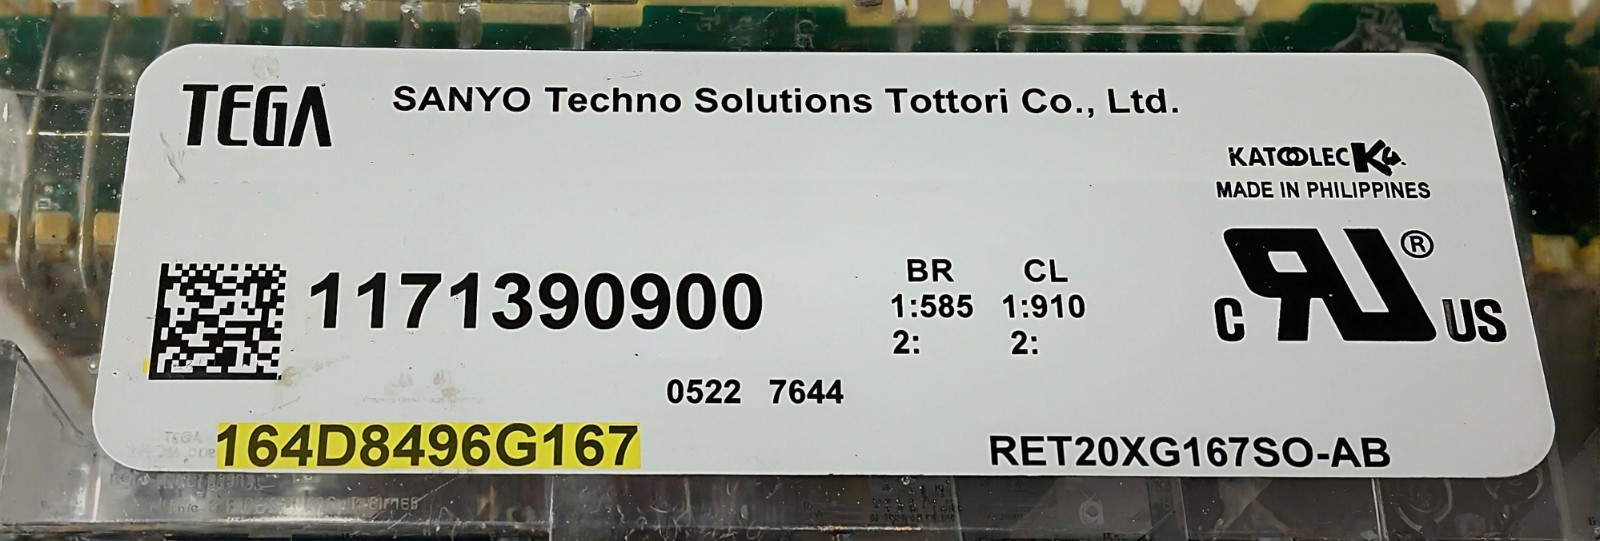 TEGA
SANYO Techno Solutions Tottori Co., Ltd.
KATOOLEC
MADE IN PHILIPPINES
1171390900
BR CL
1:585 1:910
2: 2:
C US ®
0522 7644
164D8496G167
RET20XG167SO-AB